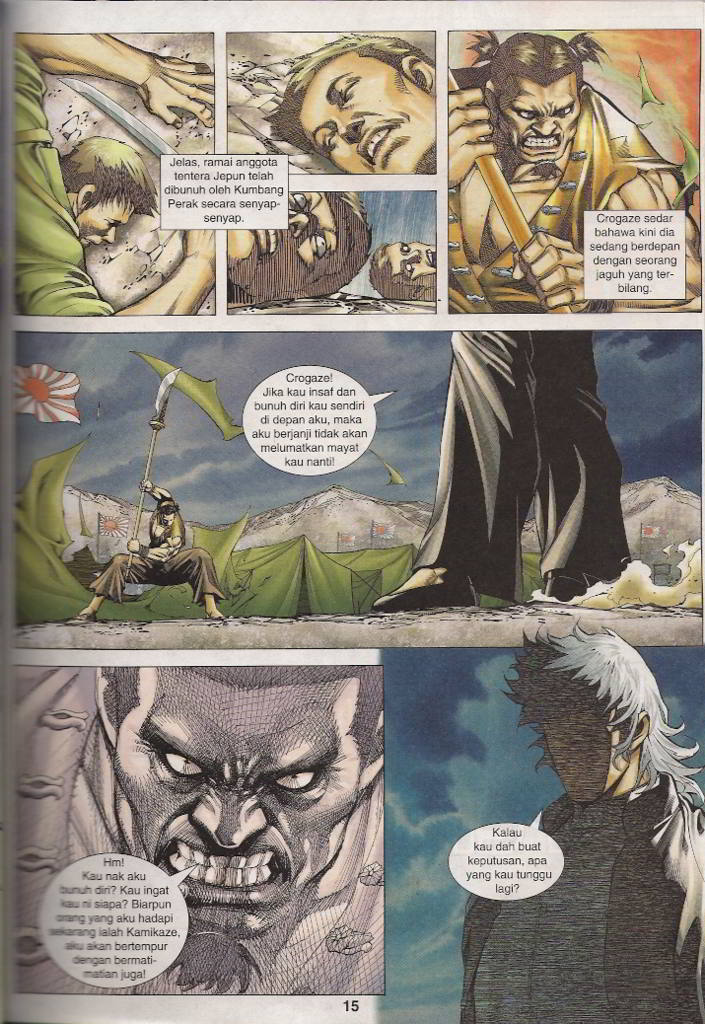 Jelas, ramai anggota
tentera Jepun telah
dibunuh oleh Kumbang
Perak secara senyap-
senyap.
Crogaze sedar
bahawa kini dia
sedang berdepan
dengan seorang
jaguh yang ter-
bilang.
Crogaze!
Jika kau insaf dan
bunuh diri kau sendiri
di depan aku, maka
aku berjanji tidak akan
melumatkan mayat
kau nanti!
Hm!
Kau nak aku
bunuh diri? Kau ingat
kau ni siapa? Biarpun
orang yang aku hadapi
sekarang ialah Kamikaze,
aku akan bertempur
dengan bermati-
matian juga!
Kalau
kau dah buat
keputusan, apa
yang kau tunggu
lagi?
15